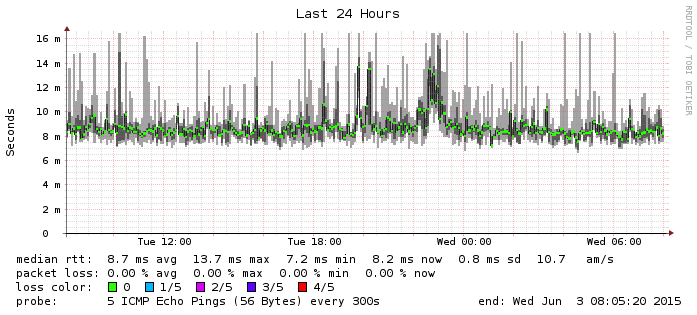 Last 24 Hours
RRDTOOL / TOBI OETIKER
Seconds
16 m
14 m
12 m
10 m
8 m
6 m
4 m
2 m
0
Tue 12:00 Tue 18:00 Wed 00:00 Wed 06:00
median rtt: 8.7 ms avg 13.7 ms max 7.2 ms min 8.2 ms now 0.8 ms sd 10.7 am/s
packet loss: 0.00 % avg 0.00 % max 0.00 % min 0.00 % now
loss color: 0 1/5 2/5 3/5 4/5
probe: 5 ICMP Echo Pings (56 Bytes) every 300s end: Wed Jun 3 08:05:20 2015